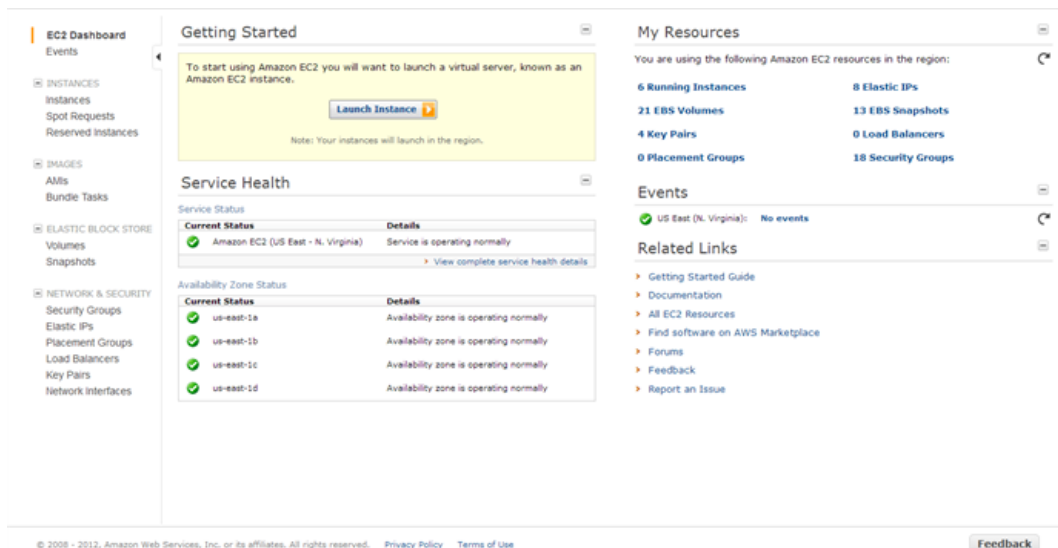 EC2 Dashboard
Events
INSTANCES
Instances
Spot Requests
Reserved Instances
IMAGES
AMIs
Bundle Tasks
ELASTIC BLOCK STORE
Volumes
Snapshots
NETWORK & SECURITY
Security Groups
Elastic IPs
Placement Groups
Load Balancers
Key Pairs
Network Interfaces
Getting Started
To start using Amazon EC2 you will want to launch a virtual server, known as an
Amazon EC2 instance.
Launch Instance
Note: Your instances will launch in the region.
Service Health
Service Status
Current Status Details
Amazon EC2 (US East - N. Virginia) Service is operating normally
View complete service health details
Availability Zone Status
Current Status Details
us-east-1a Availability zone is operating normally
us-east-1b Availability zone is operating normally
us-east-1c Availability zone is operating normally
us-east-1d Availability zone is operating normally
My Resources
You are using the following Amazon EC2 resources in the region:
6 Running Instances 8 Elastic IPs
21 EBS Volumes 13 EBS Snapshots
4 Key Pairs 0 Load Balancers
0 Placement Groups 18 Security Groups
Events
US East (N. Virginia): No events
Related Links
Getting Started Guide
Documentation
All EC2 Resources
Find software on AWS Marketplace
Forums
Feedback
Report an Issue
© 2008 - 2012, Amazon Web Services, Inc. or its affiliates. All rights reserved. Privacy Policy Terms of Use
Feedback